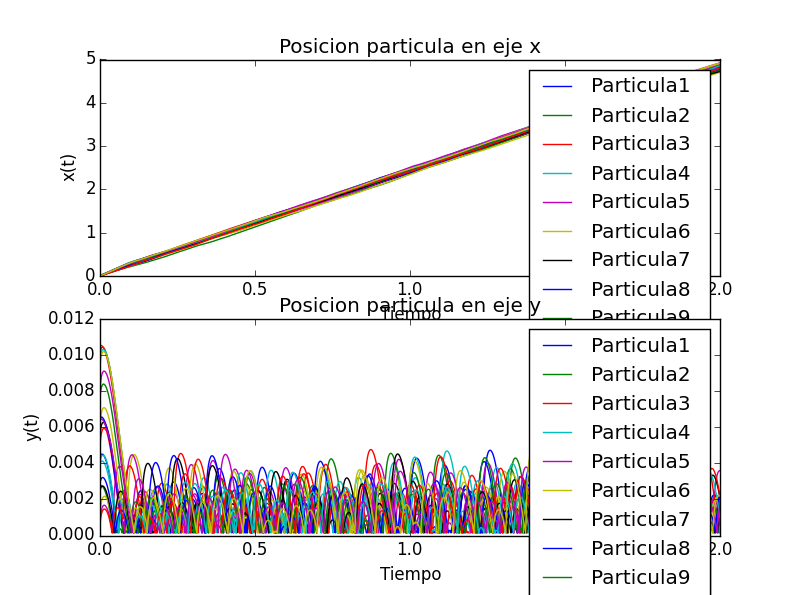 Posicion particula en eje x
x(t)
5
4
3
2
1
0
0.0 0.5 1.0 2.0
Tiempo
Particula1
Particula2
Particula3
Particula4
Particula5
Particula6
Particula7
Particula8
Particula9
Posicion particula en eje y
y(t)
0.012
0.010
0.008
0.006
0.004
0.002
0.000
0.0 0.5 1.0 2.0
Tiempo
Particula1
Particula2
Particula3
Particula4
Particula5
Particula6
Particula7
Particula8
Particula9